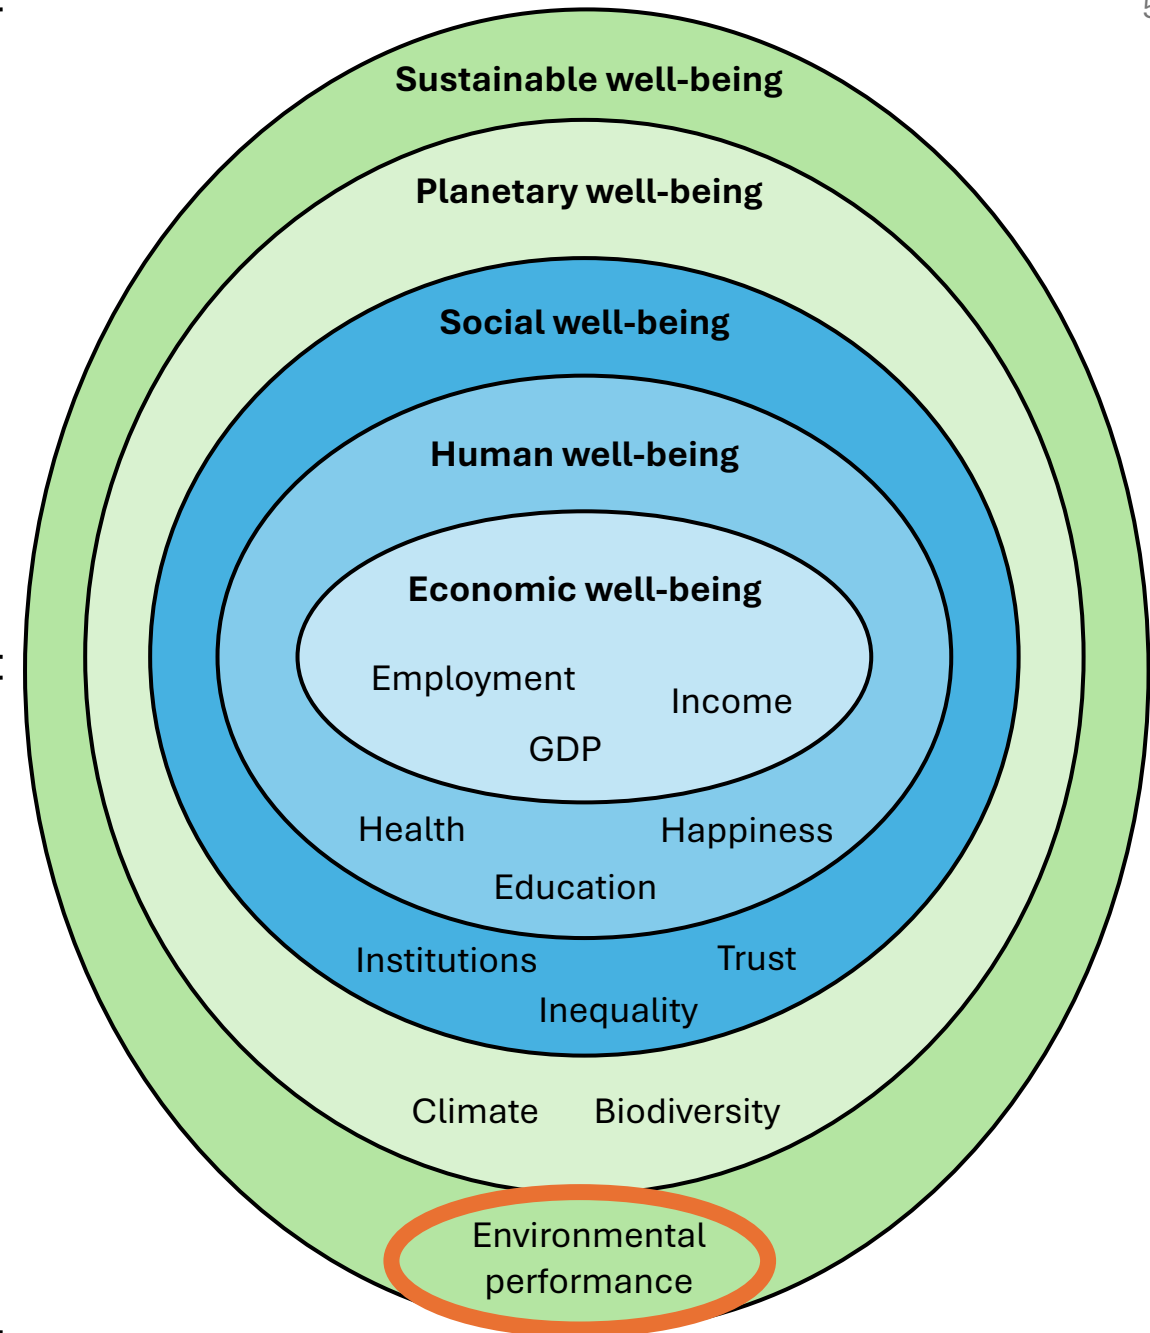 5
Sustainable well-being
Planetary well-being
Social well-being
Human well-being
Economic well-being
Employment
Income
GDP
Health Happiness
Education
Institutions Trust
Inequality
Climate Biodiversity
Environmental
performance